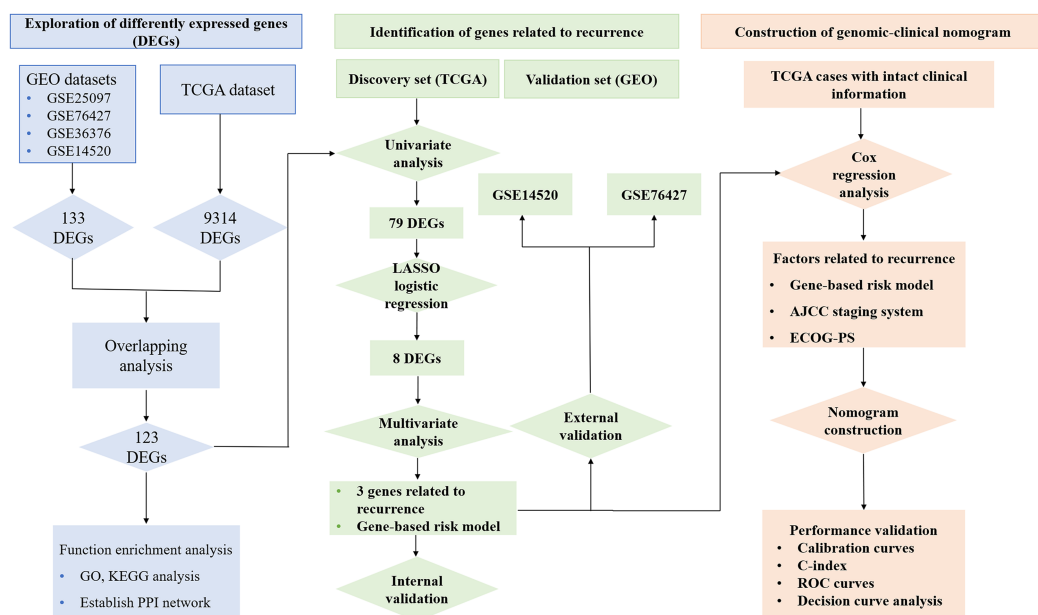 Exploration of differently expressed genes
(DEGs)
GEO datasets
• GSE25097
• GSE76427
• GSE36376
• GSE14520
TCGA dataset
133
DEGs
9314
DEGs
Overlapping
analysis
123
DEGs
Function enrichment analysis
• GO, KEGG analysis
• Establish PPI network
Identification of genes related to recurrence
Discovery set (TCGA)
Validation set (GEO)
Univariate
analysis
79 DEGs
LASSO
logistic
regression
8 DEGs
Multivariate
analysis
• 3 genes related to
recurrence
• Gene-based risk model
Internal
validation
GSE14520
GSE76427
External
validation
Construction of genomic-clinical nomogram
TCGA cases with intact clinical
information
Cox
regression
analysis
Factors related to recurrence
• Gene-based risk model
• AJCC staging system
• ECOG-PS
Nomogram
construction
Performance validation
• Calibration curves
• C-index
• ROC curves
• Decision curve analysis